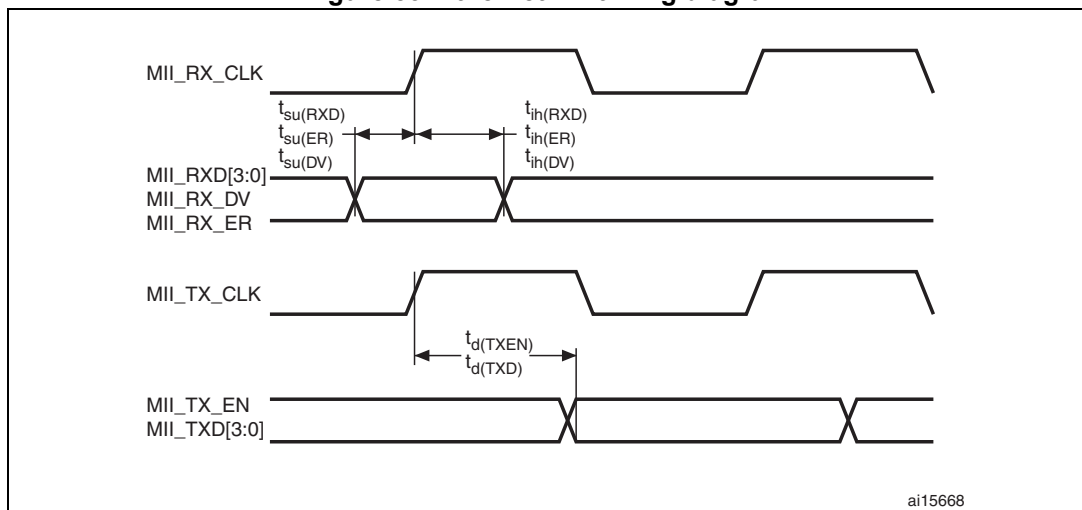 MII_RX_CLK
tsu(RXD)
tsu(ER)
tsu(DV)
tih(RXD)
tih(ER)
tih(DV)
MII_RXD[3:0]
MII_RX_DV
MII_RX_ER
MII_TX_CLK
td(TXEN)
td(TXD)
MII_TX_EN
MII_TXD[3:0]
ai15668